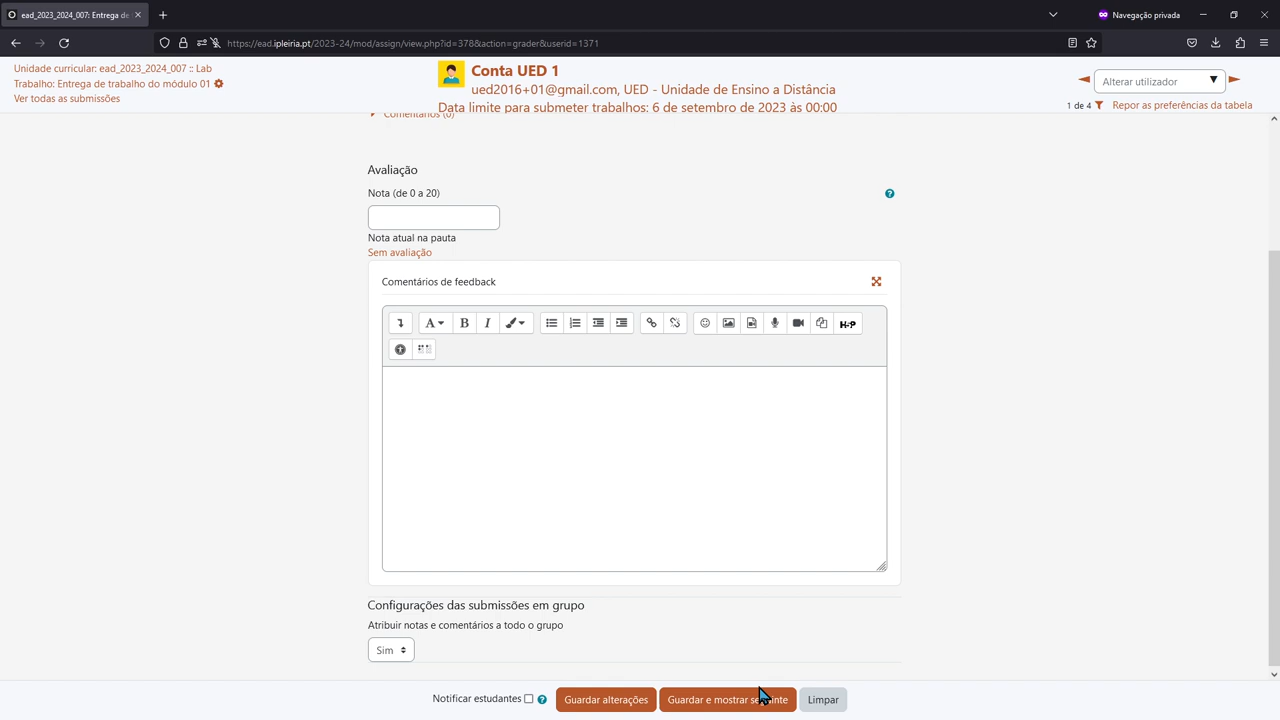 ead_2023_2024_007: Entrega de
Navegação privada
https://ead.ipleiria.pt/2023-24/mod/assign/view.php?id=378&action=grader&userid=1371
Unidade curricular: ead_2023_2024_007 :: Lab
Trabalho: Entrega de trabalho do módulo 01
Ver todas as submissões
Conta UED 1
ued2016+01@gmail.com, UED - Unidade de Ensino a Distância
Data limite para submeter trabalhos: 6 de setembro de 2023 às 00:00
Alterar utilizador
1 de 4
Repor as preferências da tabela
Comentários (0)
Avaliação
Nota (de 0 a 20)
Nota atual na pauta
Sem avaliação
Comentários de feedback
A
B
I
H5P
Configurações das submissões em grupo
Atribuir notas e comentários a todo o grupo
Sim
Notificar estudantes
Guardar alterações
Guardar e mostrar seguinte
Limpar